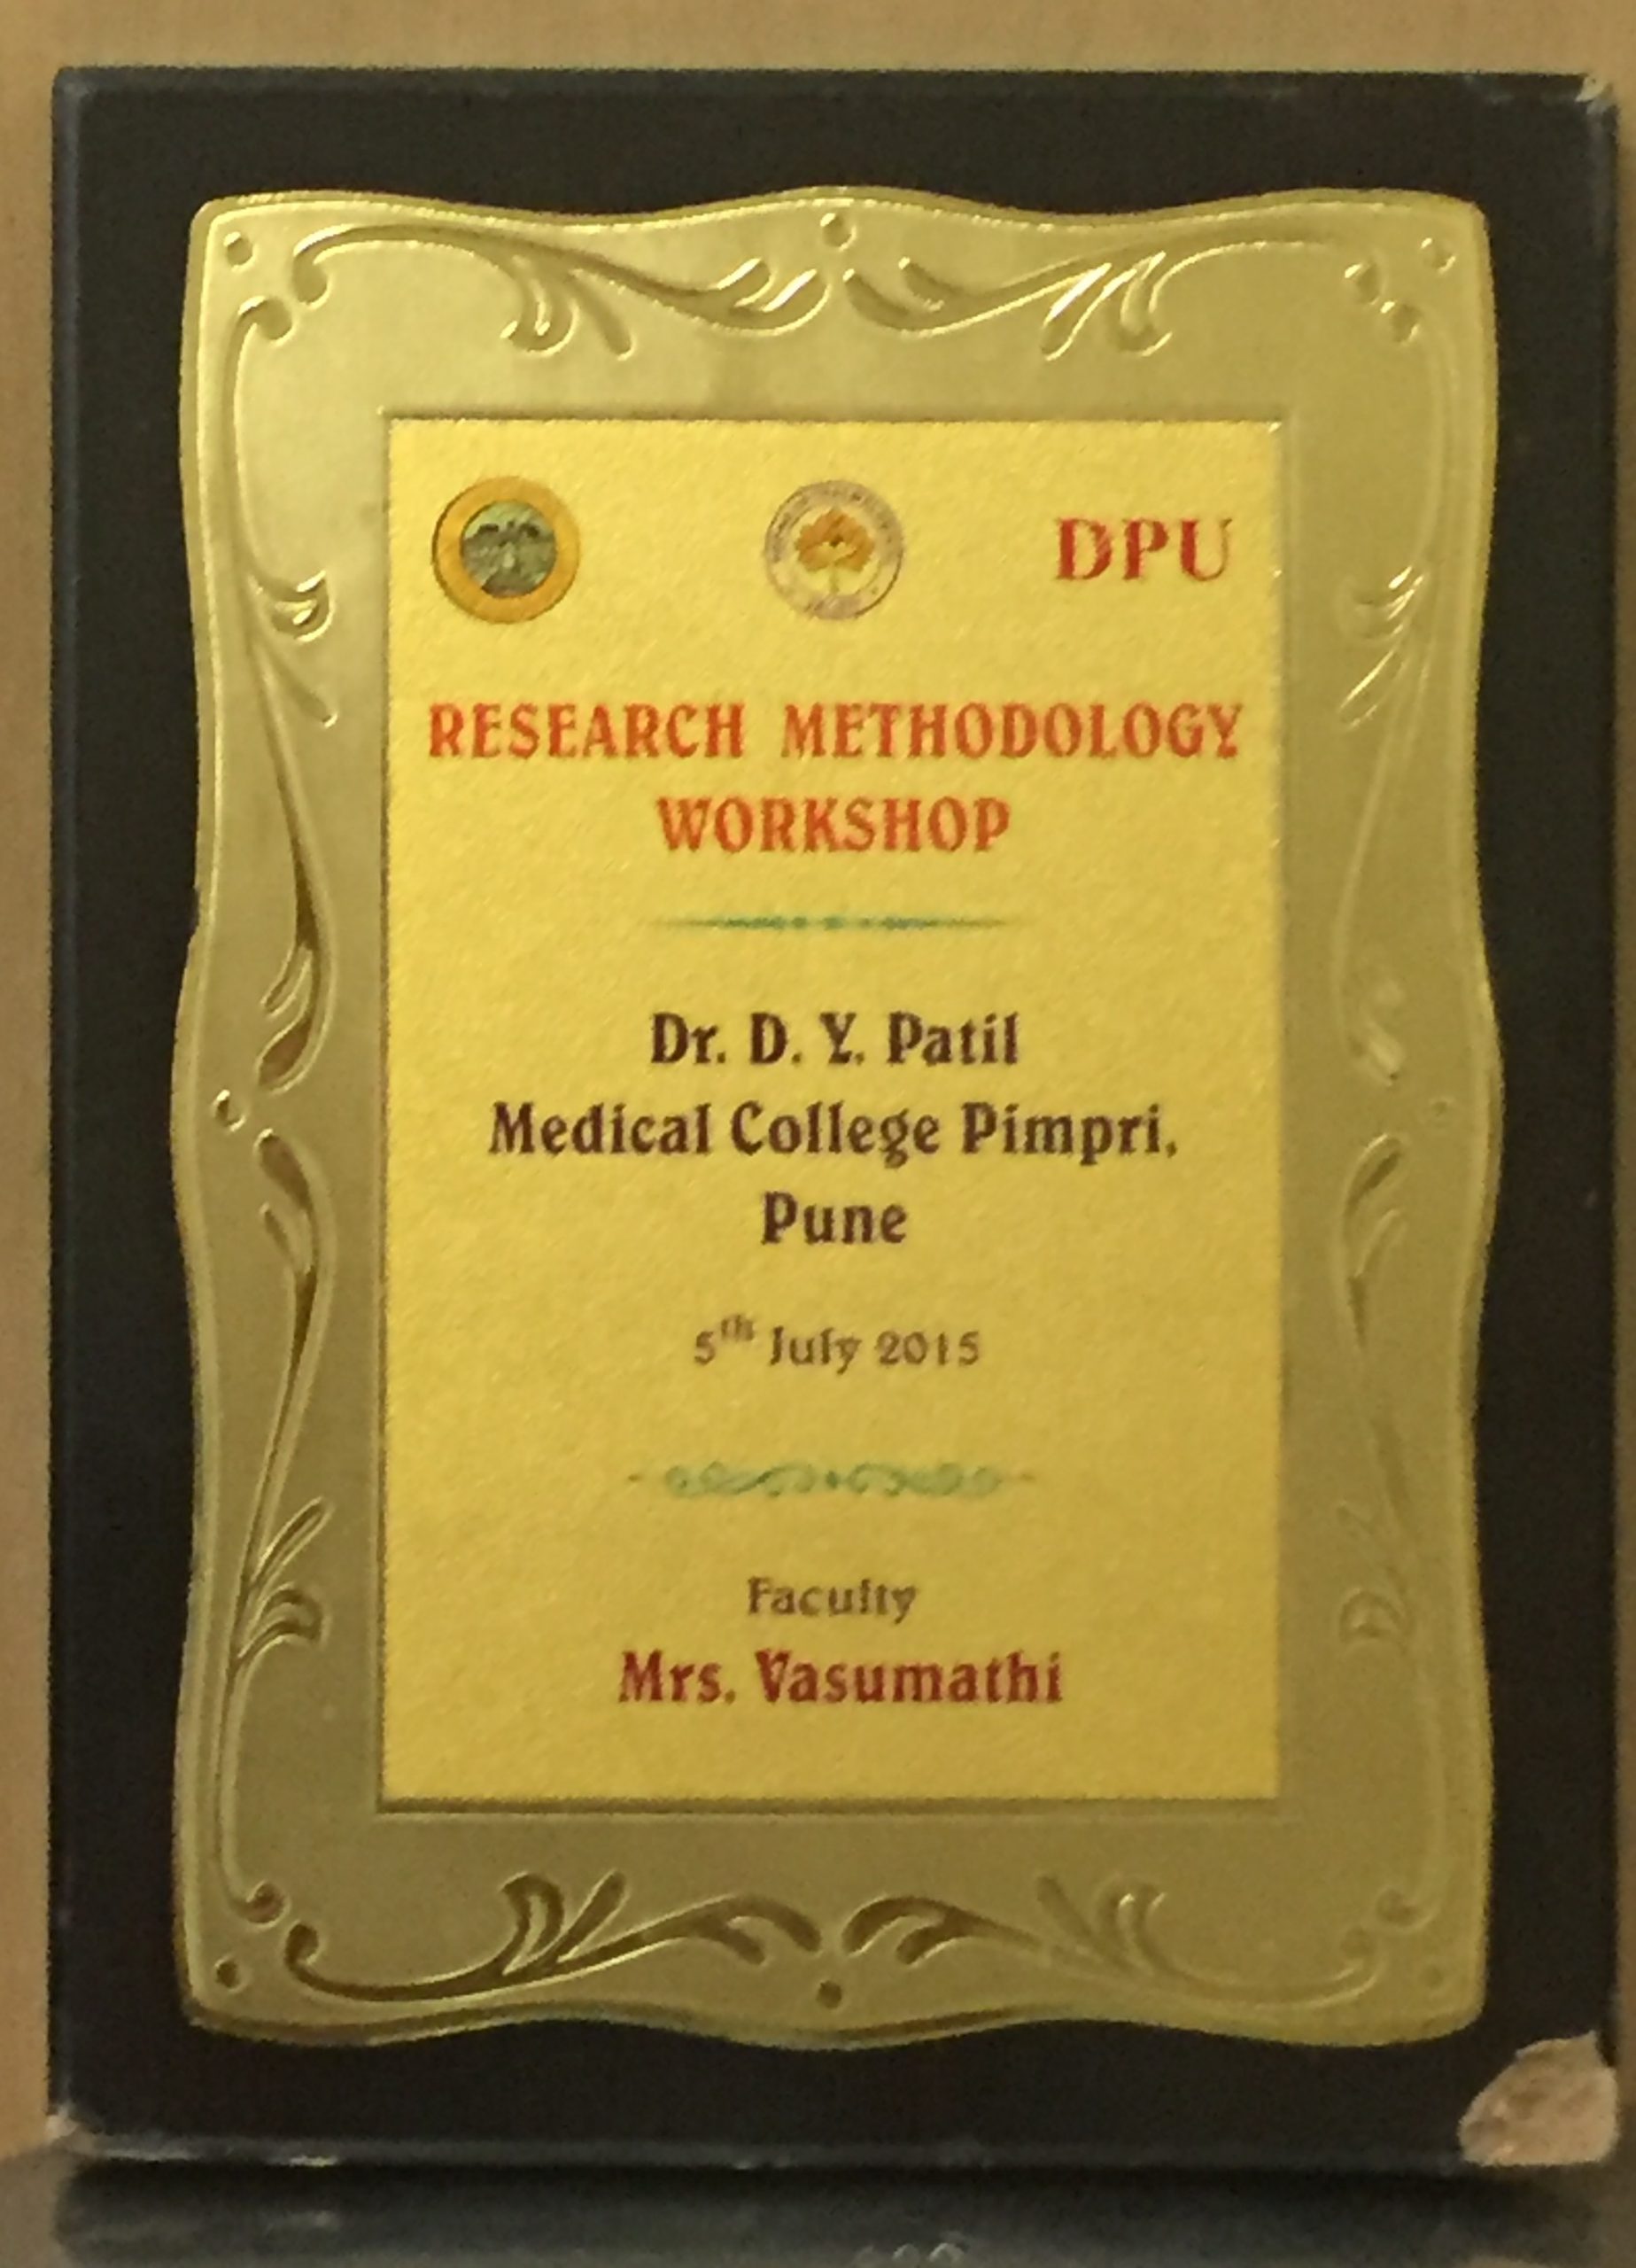 DPU
RESEARCH METHODOLOGY
WORKSHOP
Dr. D. Y. Patil
Medical College Pimpri,
Pune
5th July 2015
Faculty
Mrs. Vasumathi